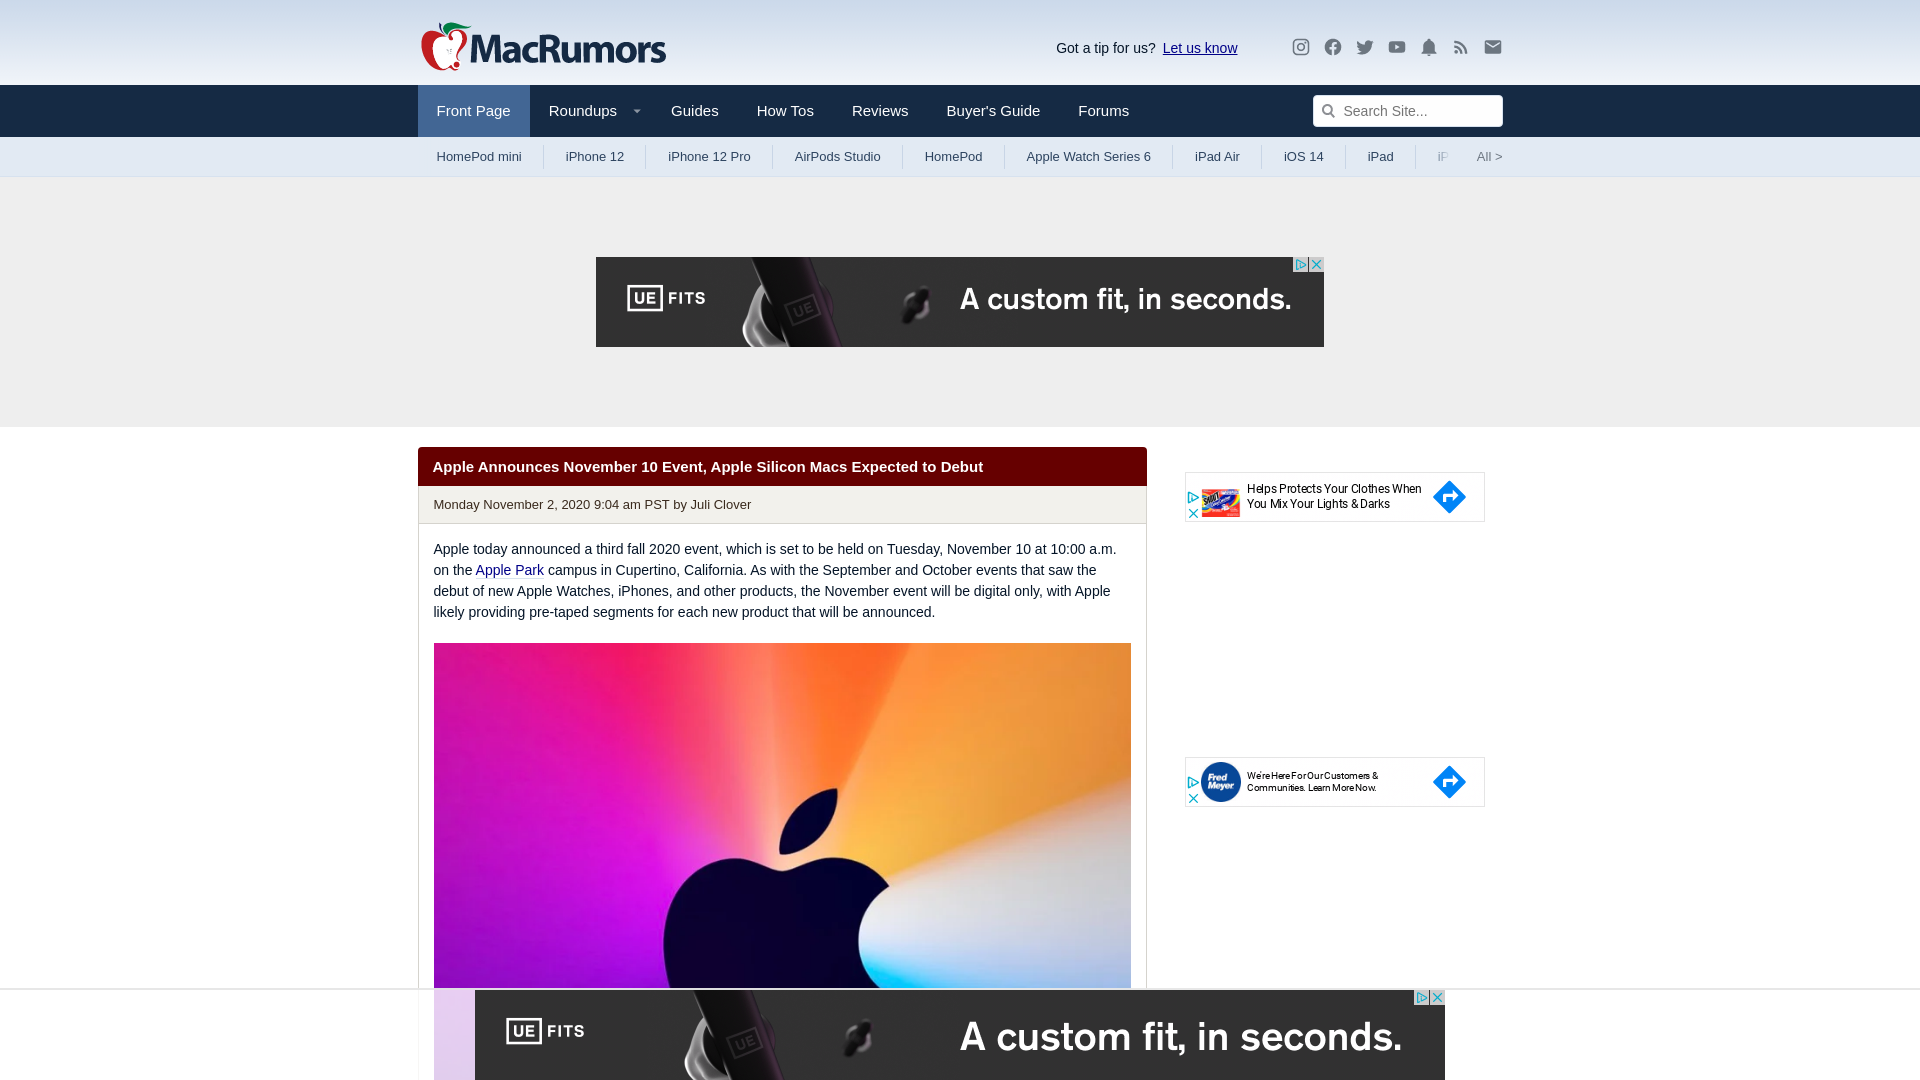 MacRumors
Got a tip for us? Let us know
Front Page Roundups Guides How Tos Reviews Buyer's Guide Forums Search Site...
HomePod mini iPhone 12 iPhone 12 Pro AirPods Studio HomePod Apple Watch Series 6 iPad Air iOS 14 iPad iP All >
UE FITS A custom fit, in seconds.
UE
Apple Announces November 10 Event, Apple Silicon Macs Expected to Debut
Monday November 2, 2020 9:04 am PST by Juli Clover
Apple today announced a third fall 2020 event, which is set to be held on Tuesday, November 10 at 10:00 a.m.
on the Apple Park campus in Cupertino, California. As with the September and October events that saw the
debut of new Apple Watches, iPhones, and other products, the November event will be digital only, with Apple
likely providing pre-taped segments for each new product that will be announced.
Helps Protects Your Clothes When
You Mix Your Lights & Darks
Fred
Meyer
We're Here For Our Customers &
Communities. Learn More Now.
UE FITS A custom fit, in seconds.
UE